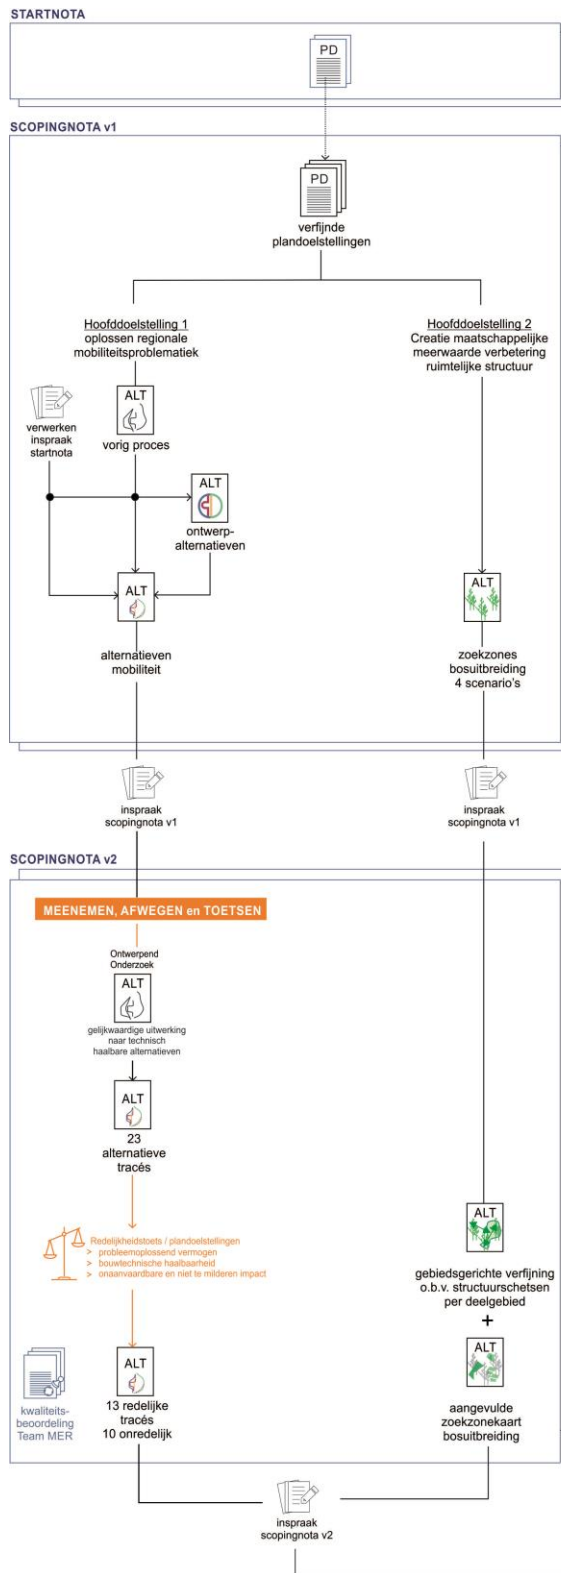 STARTNOTA
PD
SCOPINGNOTA v1
PD
verfijnde
plandoelstellingen
Hoofddoelstelling 1
oplossen regionale
mobiliteitsproblematiek
Hoofddoelstelling 2
Creatie maatschappelijke
meerwaarde verbetering
ruimtelijke structuur
ALT
vorig proces
verwerken
inspraak
startnota
ALT
ontwerp-
alternatieven
ALT
alternatieven
mobiliteit
ALT
zoekzones
bosuitbreiding
4 scenario's
inspraak
scopingnota v1
inspraak
scopingnota v1
SCOPINGNOTA v2
MEENEMEN, AFWEGEN en TOETSEN
Ontwerpend
Onderzoek
ALT
gelijkwaardige uitwerking
naar technisch
haalbare alternatieven
ALT
23
alternatieve
tracés
Redelijkheidstoets / plandoelstellingen
> probleemoplossend vermogen
> bouwtechnische haalbaarheid
> onaanvaardbare en niet te milderen impact
ALT
gebiedsgerichte verfijning
o.b.v. structuurschetsen
per deelgebied
+
ALT
aangevulde
zoekzonekaart
bosuitbreiding
kwaliteits-
beoordeling
Team MER
ALT
13 redelijke
tracés
10 onredelijk
inspraak
scopingnota v2